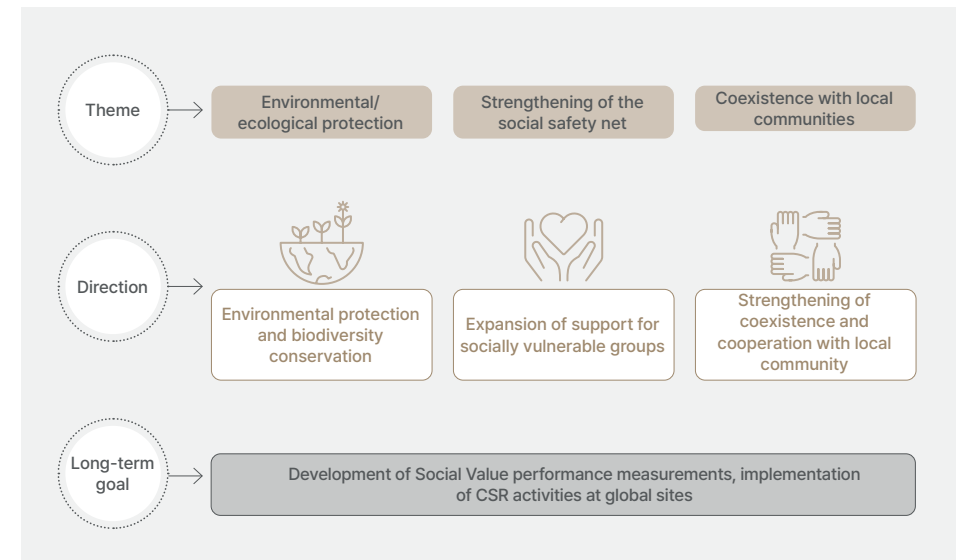 Theme
Environmental/
ecological protection
Strengthening of the
social safety net
Coexistence with local
communities
Direction
Environmental protection
and biodiversity
conservation
Expansion of support for
socially vulnerable groups
Strengthening of
coexistence and
cooperation with local
community
Long-term
goal
Development of Social Value performance measurements, implementation
of CSR activities at global sites